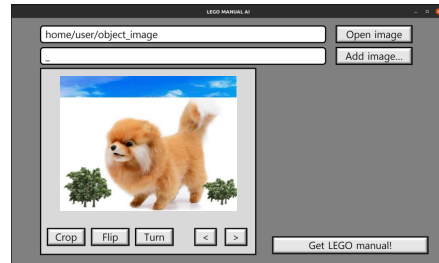 LEGO MANUAL AI
home/user/object_image
Open image
_
Add image...
Crop
Flip
Turn
<
>
Get LEGO manual!